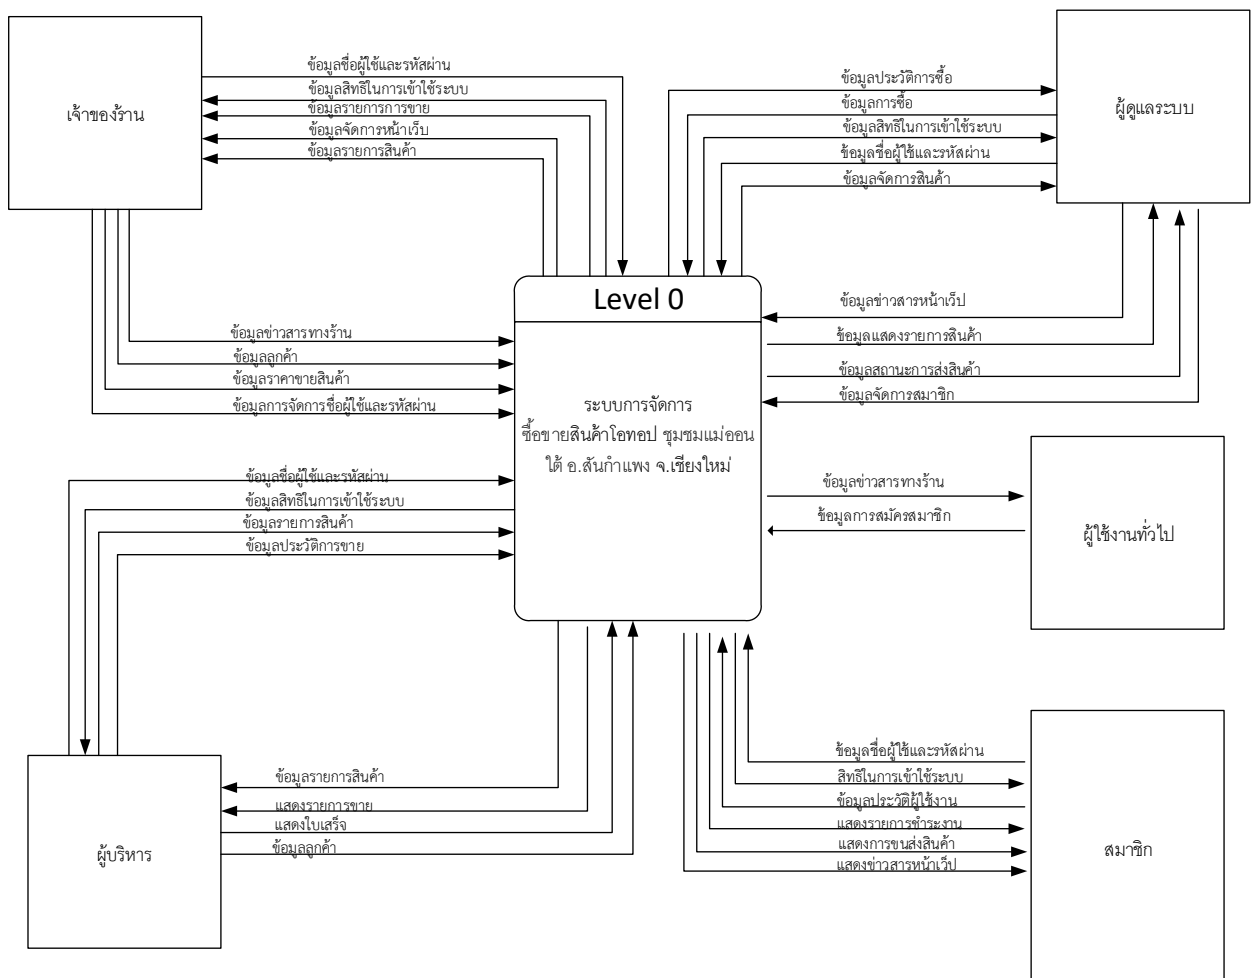 เจ้าของร้าน
ข้อมูลชื่อผู้ใช้และรหัสผ่าน
ข้อมูลสิทธิในการเข้าใช้ระบบ
ข้อมูลรายการการขาย
ข้อมูลจัดการหน้าเว็บ
ข้อมูลรายการสินค้า
ข้อมูลประวัติการซื้อ
ข้อมูลการซื้อ
ข้อมูลสิทธิในการเข้าใช้ระบบ
ข้อมูลชื่อผู้ใช้และรหัสผ่าน
ข้อมูลจัดการสินค้า
ผู้ดูแลระบบ
ข้อมูลข่าวสารทางร้าน
ข้อมูลลูกค้า
ข้อมูลราคาขายสินค้า
ข้อมูลการจัดการชื่อผู้ใช้และรหัสผ่าน
Level 0
ระบบการจัดการ
ซื้อขายสินค้าโอทอป ชุมชมแม่ออน
ใต้ อ.สันกำแพง จ.เชียงใหม่
ข้อมูลข่าวสารหน้าเว็ป
ข้อมูลแสดงรายการสินค้า
ข้อมูลสถานะการส่งสินค้า
ข้อมูลจัดการสมาชิก
ข้อมูลชื่อผู้ใช้และรหัสผ่าน
ข้อมูลสิทธิในการเข้าใช้ระบบ
ข้อมูลรายการสินค้า
ข้อมูลประวัติการขาย
ข้อมูลข่าวสารทางร้าน
ข้อมูลการสมัครสมาชิก
ผู้ใช้งานทั่วไป
ผู้บริหาร
ข้อมูลรายการสินค้า
แสดงรายการขาย
แสดงใบเสร็จ
ข้อมูลลูกค้า
ข้อมูลชื่อผู้ใช้และรหัสผ่าน
สิทธิในการเข้าใช้ระบบ
ข้อมูลประวัติผู้ใช้งาน
แสดงรายการชำระงาน
แสดงการขนส่งสินค้า
แสดงข่าวสารหน้าเว็ป
สมาชิก